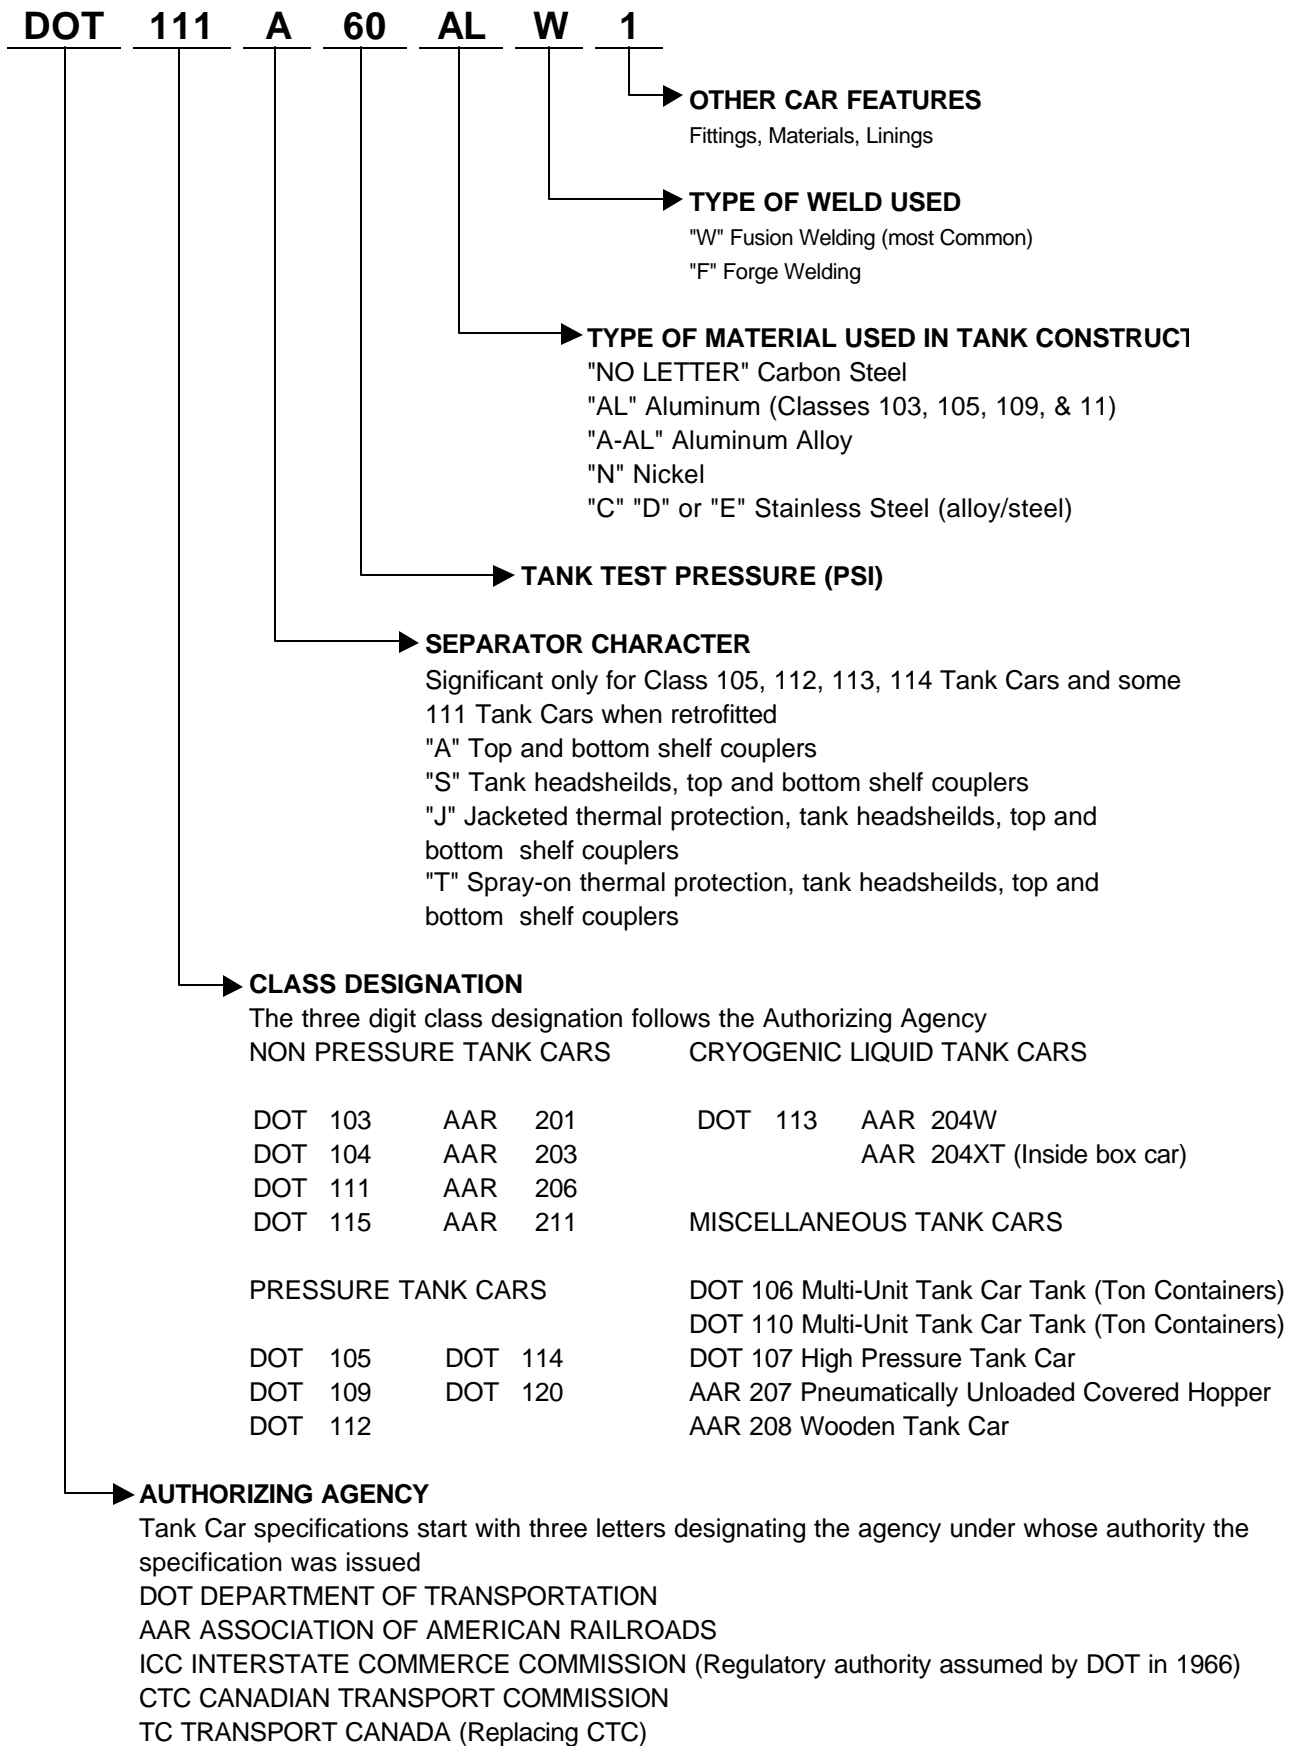 DOT 111 A 60 AL W 1
OTHER CAR FEATURES
Fittings, Materials, Linings
TYPE OF WELD USED
"W" Fusion Welding (most Common)
"F" Forge Welding
TYPE OF MATERIAL USED IN TANK CONSTRUCT
"NO LETTER" Carbon Steel
"AL" Aluminum (Classes 103, 105, 109, & 11)
"A-AL" Aluminum Alloy
"N" Nickel
"C" "D" or "E" Stainless Steel (alloy/steel)
TANK TEST PRESSURE (PSI)
SEPARATOR CHARACTER
Significant only for Class 105, 112, 113, 114 Tank Cars and some
111 Tank Cars when retrofitted
"A" Top and bottom shelf couplers
"S" Tank headsheilds, top and bottom shelf couplers
"J" Jacketed thermal protection, tank headsheilds, top and
bottom shelf couplers
"T" Spray-on thermal protection, tank headsheilds, top and
bottom shelf couplers
CLASS DESIGNATION
The three digit class designation follows the Authorizing Agency
NON PRESSURE TANK CARS CRYOGENIC LIQUID TANK CARS
DOT 103 AAR 201 DOT 113 AAR 204W
DOT 104 AAR 203 AAR 204XT (Inside box car)
DOT 111 AAR 206
DOT 115 AAR 211 MISCELLANEOUS TANK CARS
PRESSURE TANK CARS DOT 106 Multi-Unit Tank Car Tank (Ton Containers)
DOT 110 Multi-Unit Tank Car Tank (Ton Containers)
DOT 105 DOT 114 DOT 107 High Pressure Tank Car
DOT 109 DOT 120 AAR 207 Pneumatically Unloaded Covered Hopper
DOT 112 AAR 208 Wooden Tank Car
AUTHORIZING AGENCY
Tank Car specifications start with three letters designating the agency under whose authority the
specification was issued
DOT DEPARTMENT OF TRANSPORTATION
AAR ASSOCIATION OF AMERICAN RAILROADS
ICC INTERSTATE COMMERCE COMMISSION (Regulatory authority assumed by DOT in 1966)
CTC CANADIAN TRANSPORT COMMISSION
TC TRANSPORT CANADA (Replacing CTC)